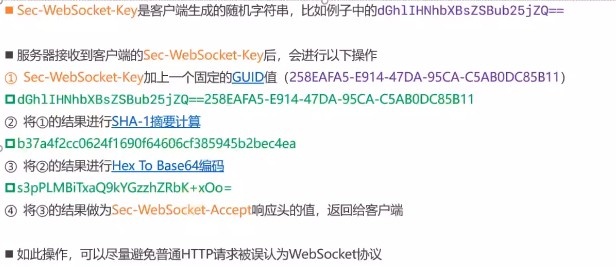 ■ Sec-WebSocket-Key是客户端生成的随机字符串，比如例子中的dGhlIHNhbXBsZSBub25jZQ==
■ 服务器接收到客户端的Sec-WebSocket-Key后，会进行以下操作
① Sec-WebSocket-Key加上一个固定的GUID值（258EAFA5-E914-47DA-95CA-C5AB0DC85B11）
dGhlIHNhbXBsZSBub25jZQ==258EAFA5-E914-47DA-95CA-C5AB0DC85B11
② 将①的结果进行SHA-1摘要计算
b37a4f2cc0624f1690f64606cf385945b2bec4ea
③ 将②的结果进行Hex To Base64编码
s3pPLMBiTxaQ9kYGzzhZRbK+xOo=
④ 将③的结果做为Sec-WebSocket-Accept响应头的值，返回给客户端
■ 如此操作，可以尽量避免普通HTTP请求被误认为WebSocket协议